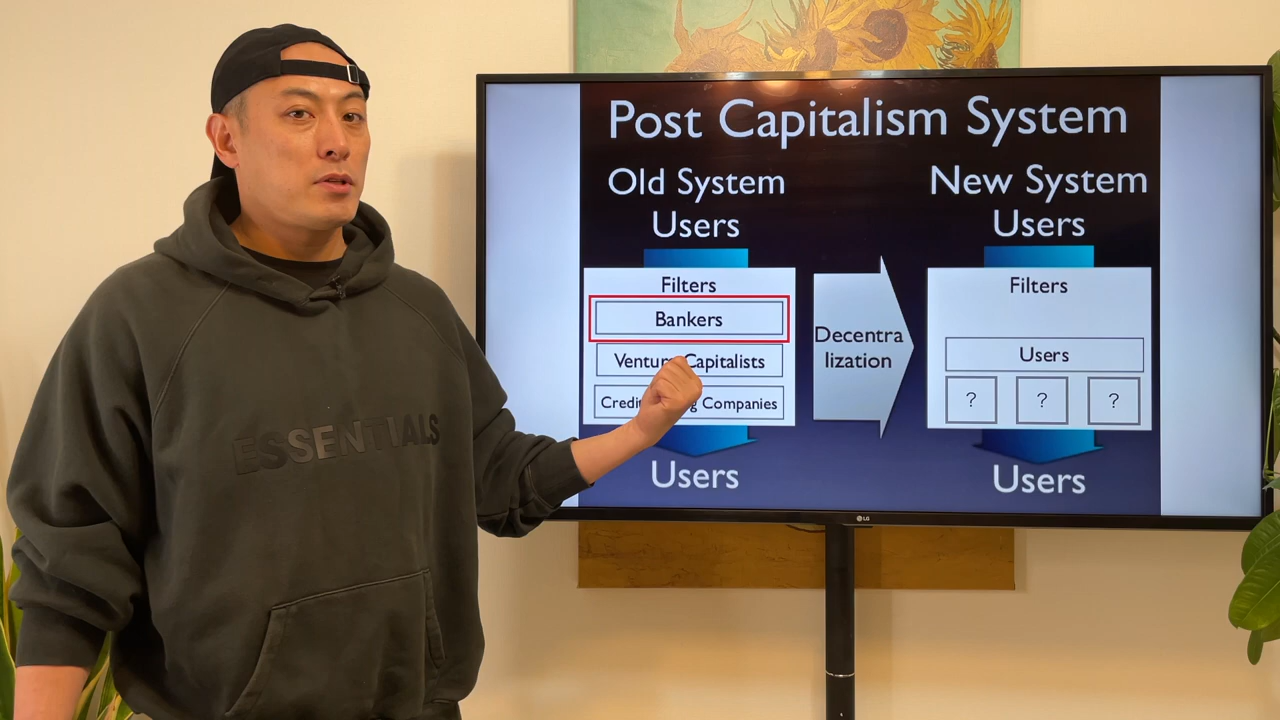 Post Capitalism System
Old System
Users
Filters
Bankers
Capitalists
Companies
Users
Decentra
lization
New System
Users
Filters
Users
? ? ?
Users
ESSENTIALS
LG